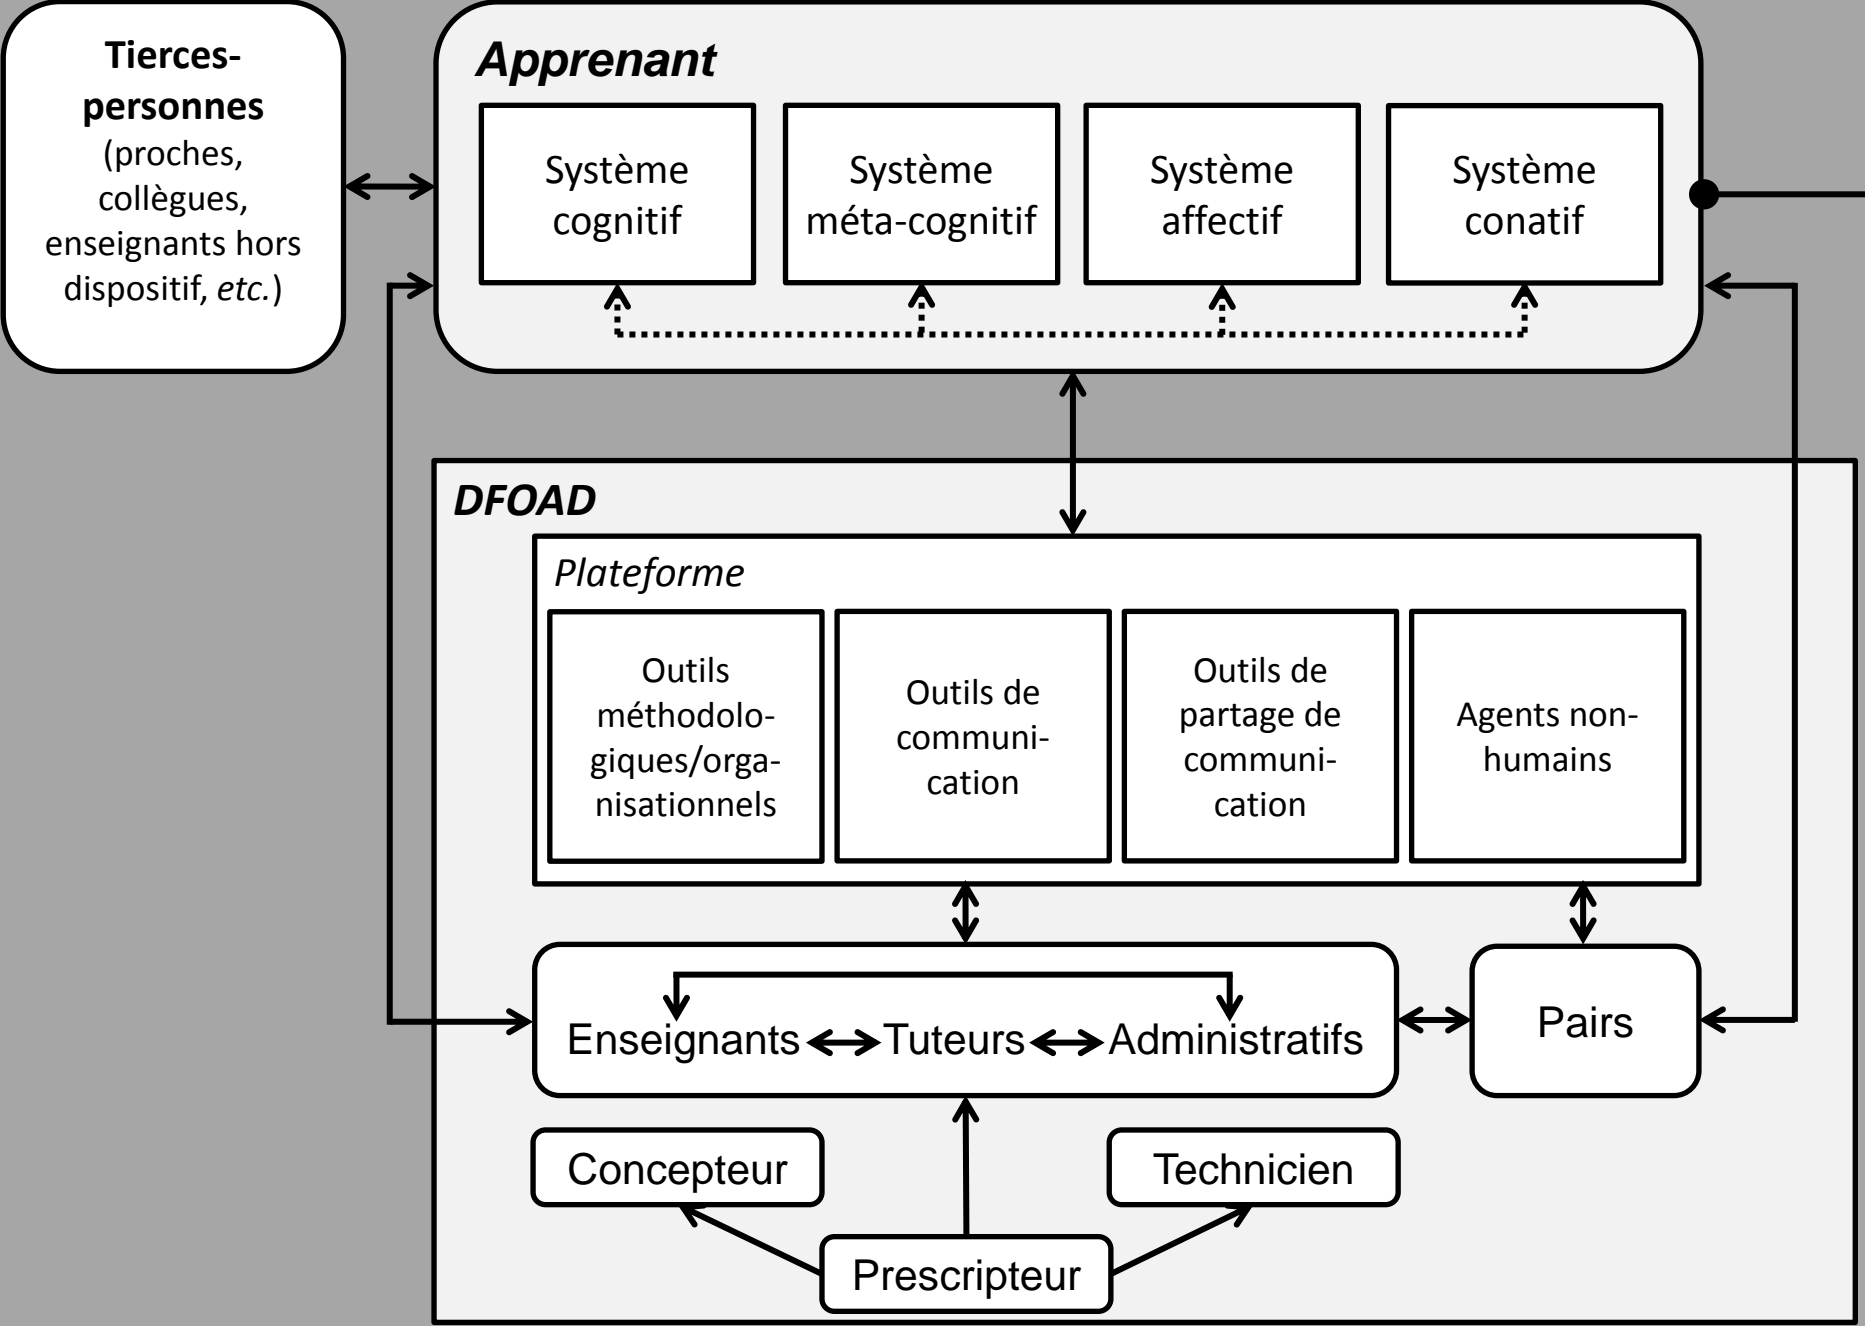 Tierces-
personnes
(proches,
collègues,
enseignants hors
dispositif, etc.)
Apprenant
Système
cognitif
Système
méta-cognitif
Système
affectif
Système
conatif
DFOAD
Plateforme
Outils
méthodolo-
giques/orga-
nisationnels
Outils de
communi-
cation
Outils de
partage de
communi-
cation
Agents non-
humains
Enseignants
Tuteurs
Administratifs
Pairs
Concepteur
Technicien
Prescripteur